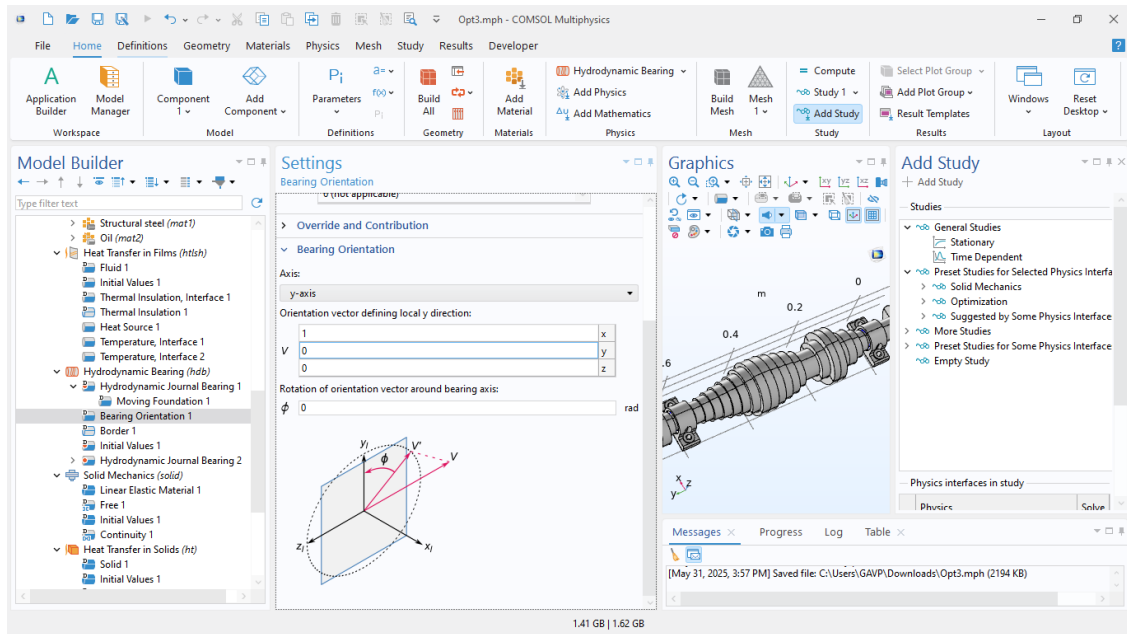 Opt3.mph - COMSOL Multiphysics
File Home Definitions Geometry Materials Physics Mesh Study Results Developer
Application Builder
Model Manager
Workspace
Component 1
Add Component
Model
Pi
Parameters
a=
f(x)
Pi
Definitions
Build All
Geometry
Add Material
Materials
Hydrodynamic Bearing
Add Physics
Add Mathematics
Physics
Build Mesh
Mesh 1
Mesh
Compute
Study 1
Add Study
Study
Select Plot Group
Add Plot Group
Result Templates
Results
Windows
Reset Desktop
Layout
Model Builder
Type filter text
Structural steel (mat1)
Oil (mat2)
Heat Transfer in Films (htlsh)
Fluid 1
Initial Values 1
Thermal Insulation, Interface 1
Thermal Insulation 1
Heat Source 1
Temperature, Interface 1
Temperature, Interface 2
Hydrodynamic Bearing (hdb)
Hydrodynamic Journal Bearing 1
Moving Foundation 1
Bearing Orientation 1
Border 1
Initial Values 1
Hydrodynamic Journal Bearing 2
Solid Mechanics (solid)
Linear Elastic Material 1
Free 1
Initial Values 1
Continuity 1
Heat Transfer in Solids (ht)
Solid 1
Initial Values 1
Settings
Bearing Orientation
6 (not applicable)
Override and Contribution
Bearing Orientation
Axis:
y-axis
Orientation vector defining local y direction:
1 x
V 0 y
0 z
Rotation of orientation vector around bearing axis:
ϕ 0 rad
yl
V'
ϕ
V
zl
xl
Graphics
xy yz xz
m
0
0.2
0.4
.6
x
z
y
Messages Progress Log Table
[May 31, 2025, 3:57 PM] Saved file: C:\Users\GAVP\Downloads\Opt3.mph (2194 KB)
Add Study
+ Add Study
Studies
General Studies
Stationary
Time Dependent
Preset Studies for Selected Physics Interfa
Solid Mechanics
Optimization
Suggested by Some Physics Interface
More Studies
Preset Studies for Some Physics Interface
Empty Study
Physics interfaces in study
Physics Solve
1.41 GB | 1.62 GB